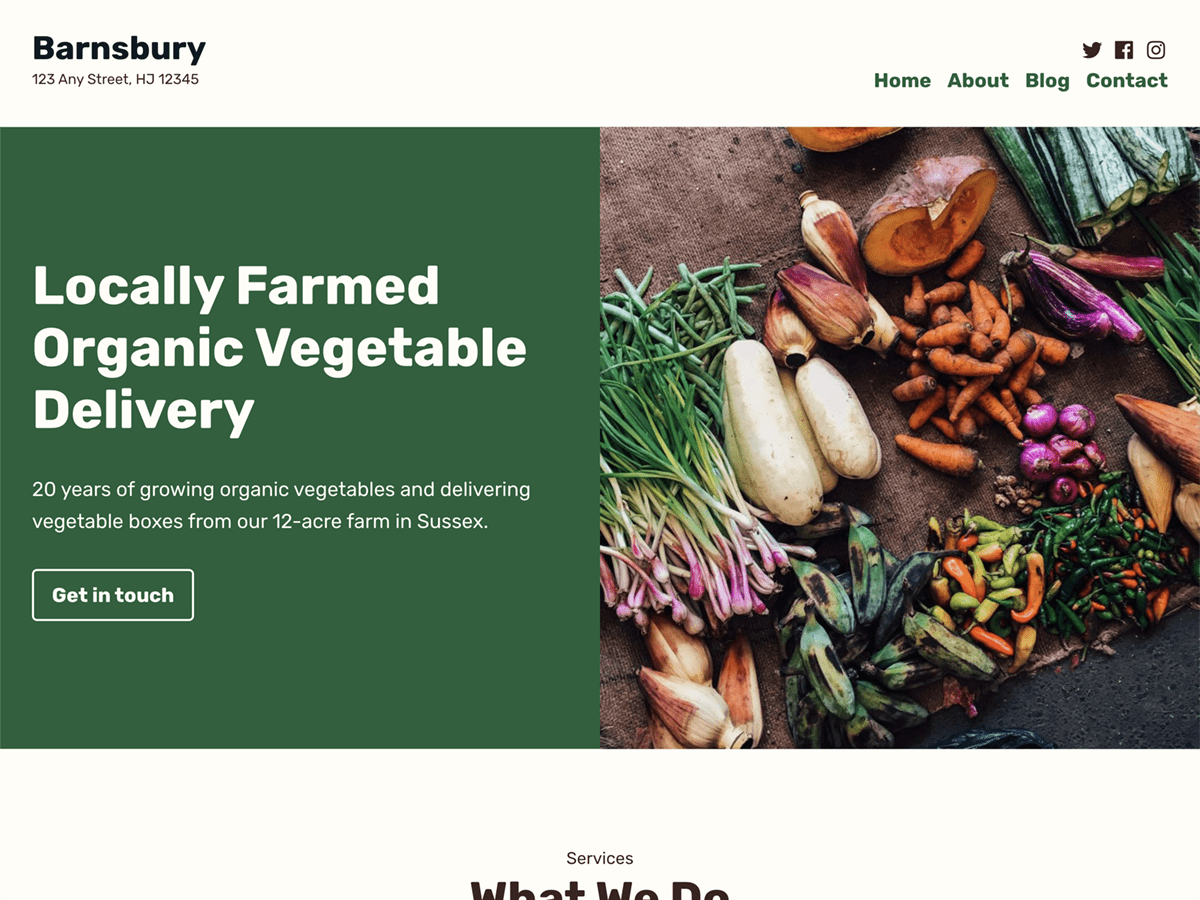 Barnsbury
123 Any Street, HJ 12345
Home About Blog Contact
Locally Farmed
Organic Vegetable
Delivery
20 years of growing organic vegetables and delivering
vegetable boxes from our 12-acre farm in Sussex.
Get in touch
Services
What We Do